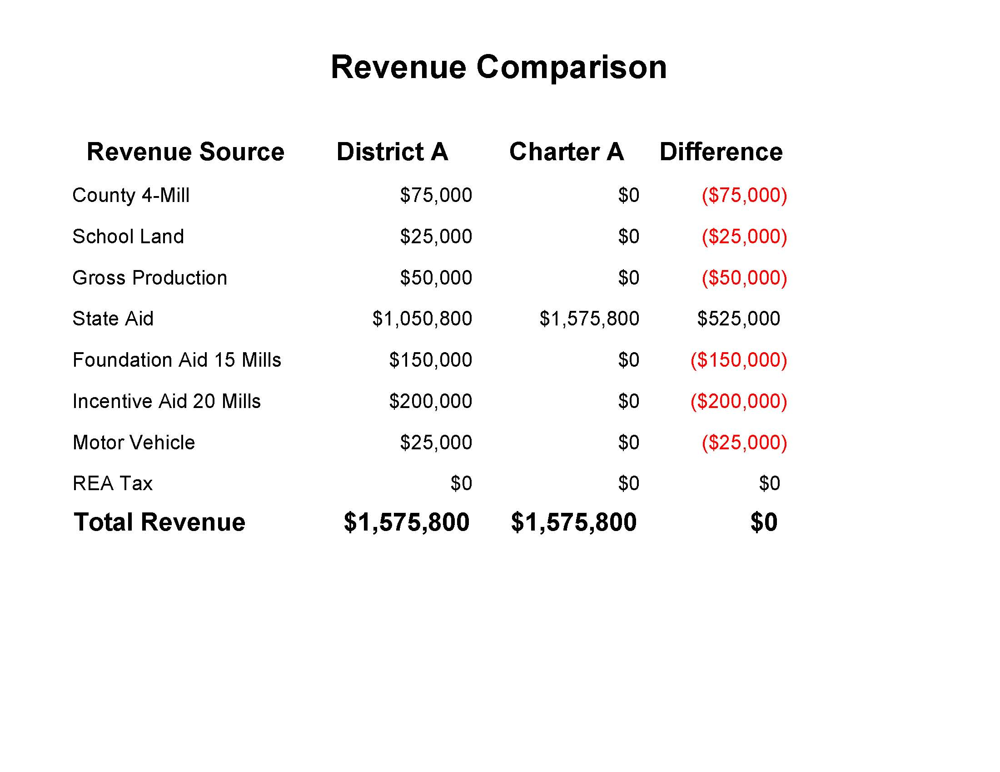 Revenue Comparison
Revenue Source District A Charter A Difference
County 4-Mill $75,000 $0 ($75,000)
School Land $25,000 $0 ($25,000)
Gross Production $50,000 $0 ($50,000)
State Aid $1,050,800 $1,575,800 $525,000
Foundation Aid 15 Mills $150,000 $0 ($150,000)
Incentive Aid 20 Mills $200,000 $0 ($200,000)
Motor Vehicle $25,000 $0 ($25,000)
REA Tax $0 $0 $0
Total Revenue $1,575,800 $1,575,800 $0